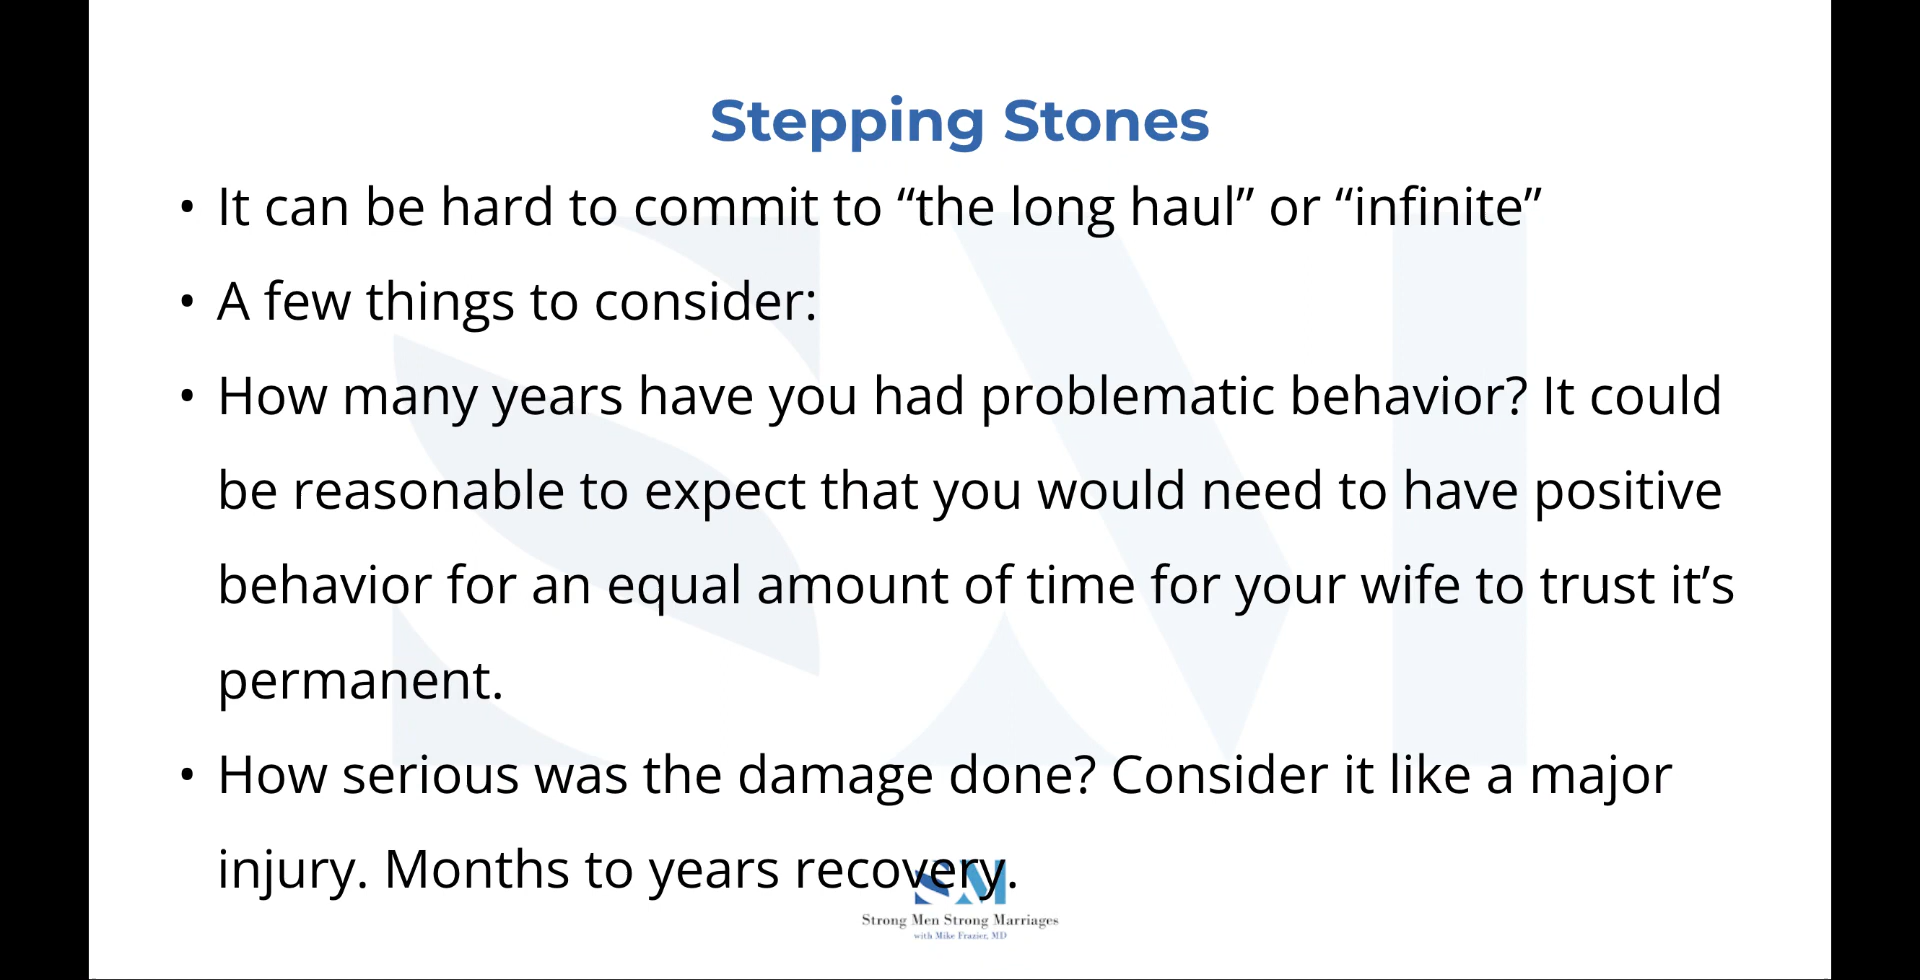 Stepping Stones
• It can be hard to commit to “the long haul” or “infinite”
• A few things to consider:
• How many years have you had problematic behavior? It could
be reasonable to expect that you would need to have positive
behavior for an equal amount of time for your wife to trust it’s
permanent.
• How serious was the damage done? Consider it like a major
injury. Months to years recovery.
SM
Strong Men Strong Marriages
with Mike Frazier, MD